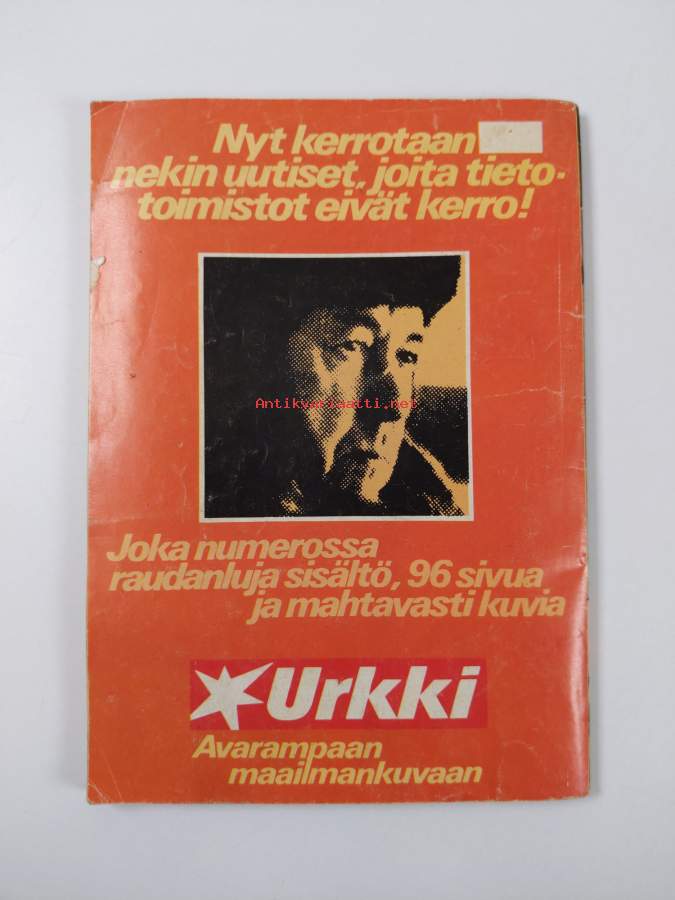 Nyt kerrotaan
nekin uutiset, joita tieto-
toimistot eivät kerro!
Antikvariaatti.net
Joka numerossa
raudanluja sisältö, 96 sivua
ja mahtavasti kuvia
Urkki
Avarampaan
maailmankuvaan